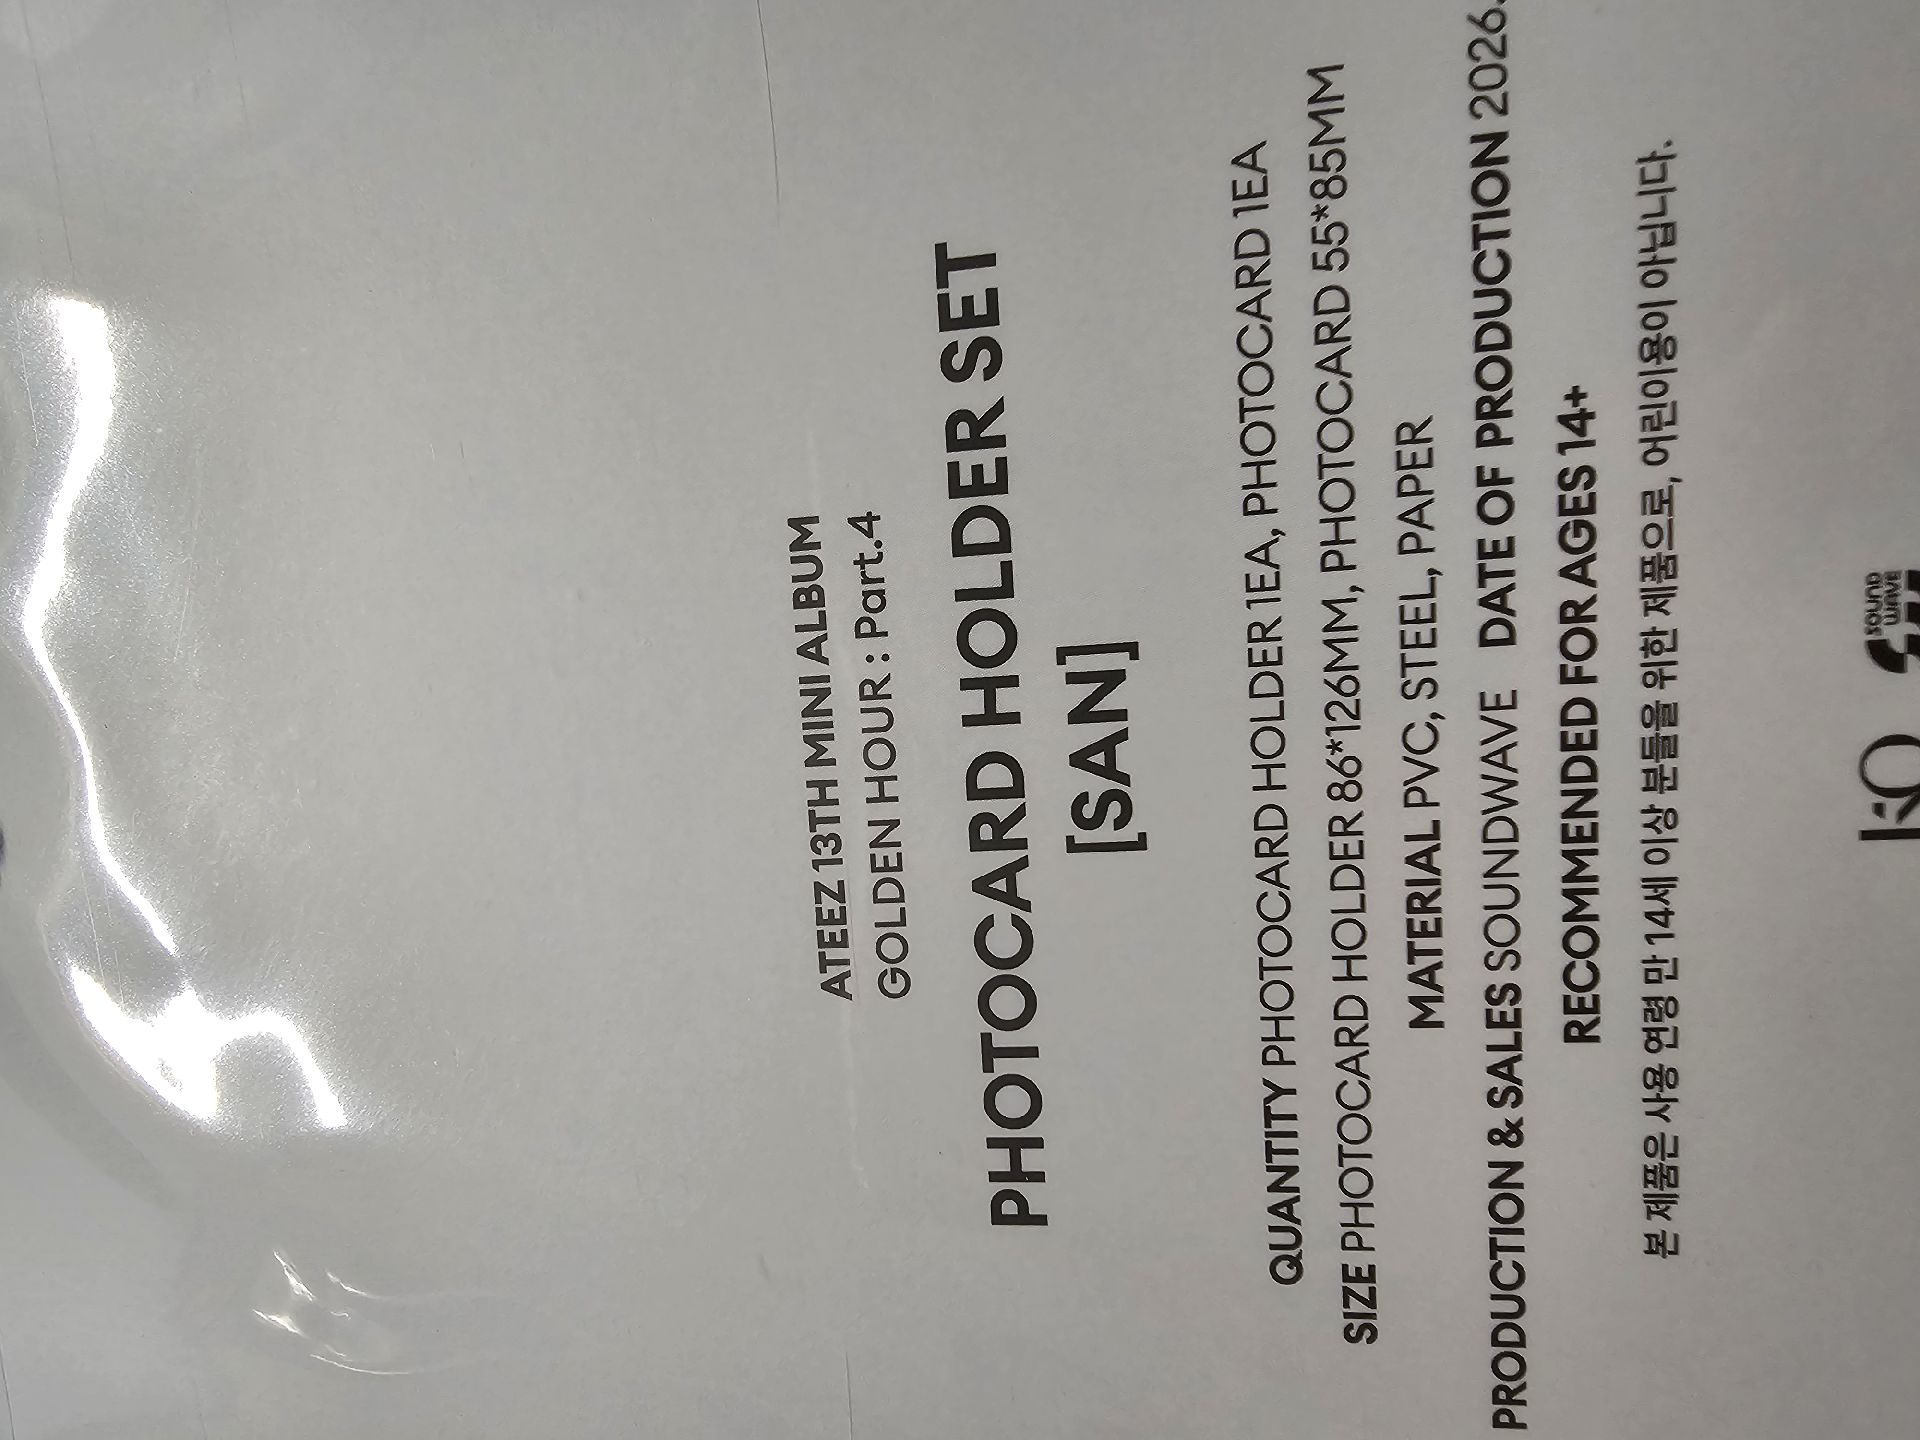 ATEEZ 13TH MINI ALBUM
GOLDEN HOUR : Part.4
PHOTOCARD HOLDER SET
[SAN]
QUANTITY PHOTOCARD HOLDER 1EA, PHOTOCARD 1EA
SIZE PHOTOCARD HOLDER 86*126MM, PHOTOCARD 55*85MM
MATERIAL PVC, STEEL, PAPER
PRODUCTION & SALES SOUNDWAVE DATE OF PRODUCTION 2026.
RECOMMENDED FOR AGES 14+
본 제품은 사용 연령 만 14세 이상 분들을 위한 제품으로, 어린이용이 아닙니다.
SOUND
WAVE